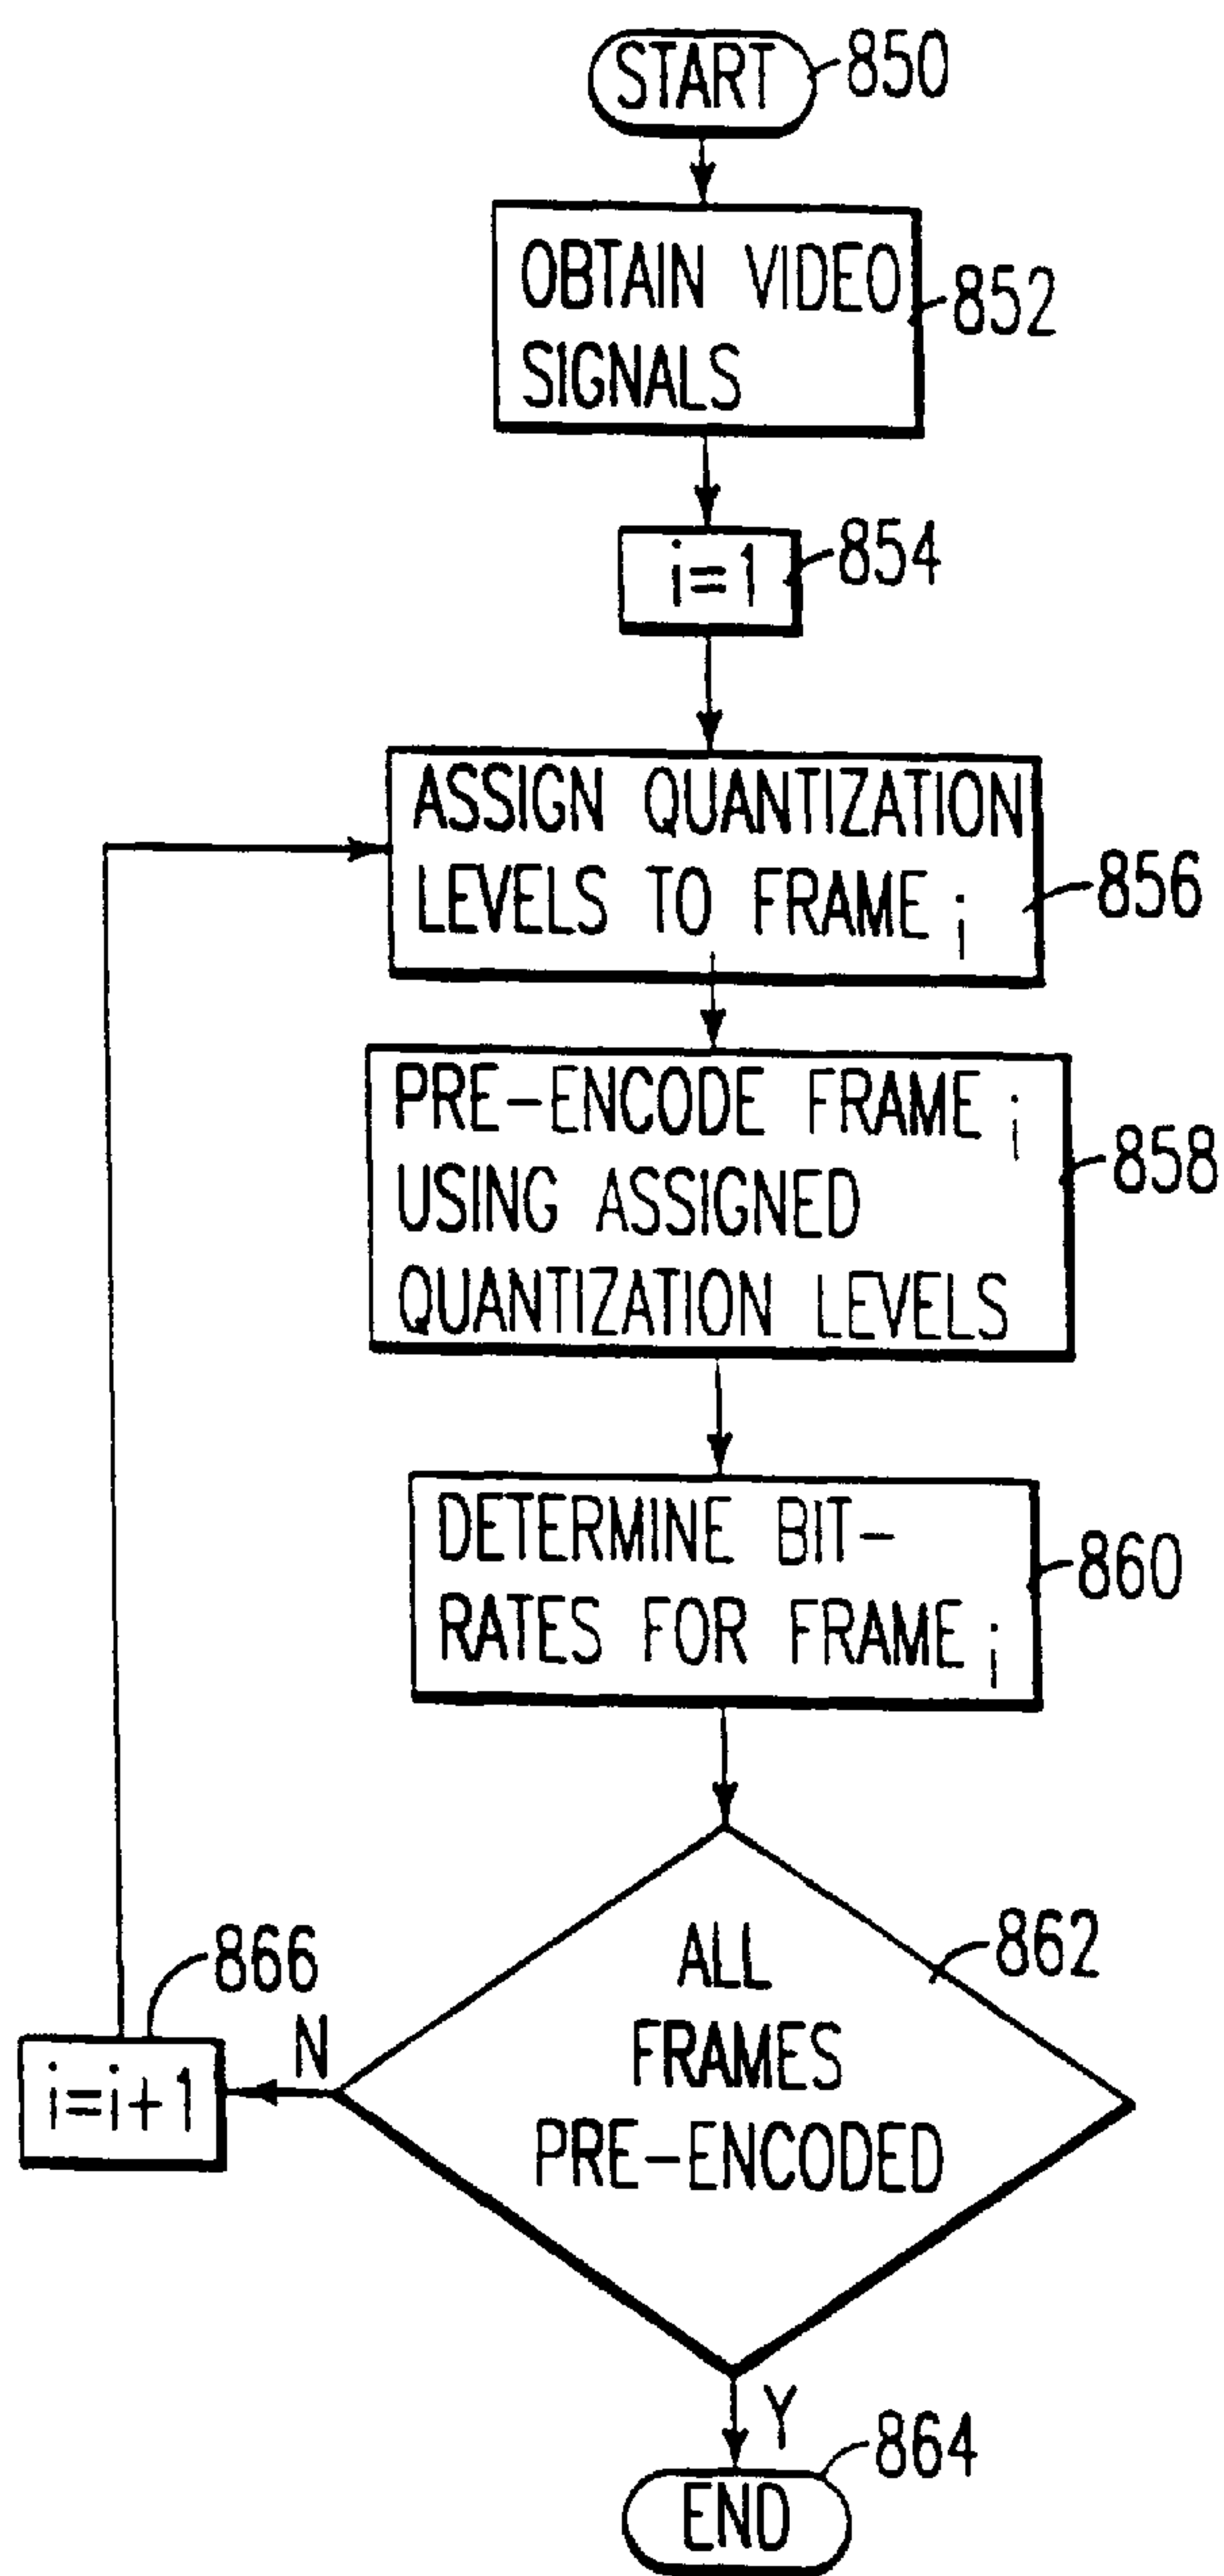 START
850
OBTAIN VIDEO
SIGNALS
852
i=1
854
ASSIGN QUANTIZATION
LEVELS TO FRAME i
856
PRE-ENCODE FRAME i
USING ASSIGNED
QUANTIZATION LEVELS
858
DETERMINE BIT-
RATES FOR FRAME i
860
ALL
FRAMES
PRE-ENCODED
862
N
866
i=i+1
Y
END
864